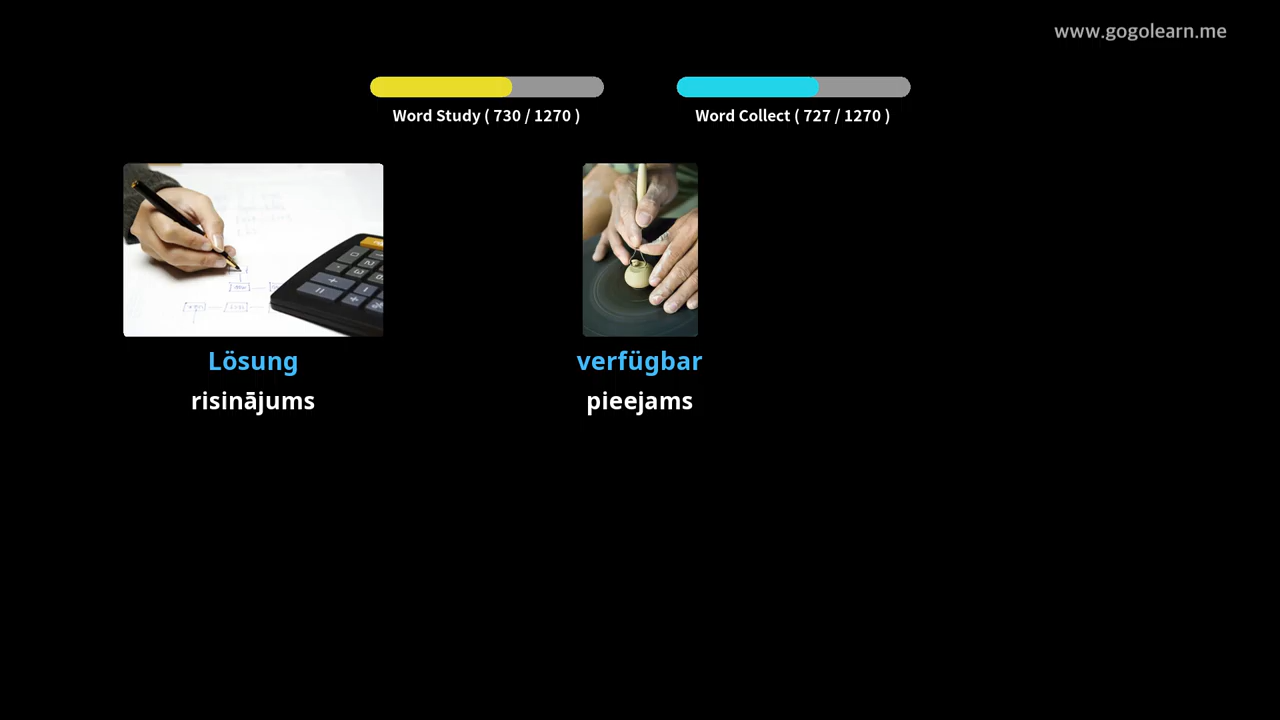 www.gogolearn.me
Word Study ( 730 / 1270 )
Word Collect ( 727 / 1270 )
Lösung
risinājums
verfügbar
pieejams